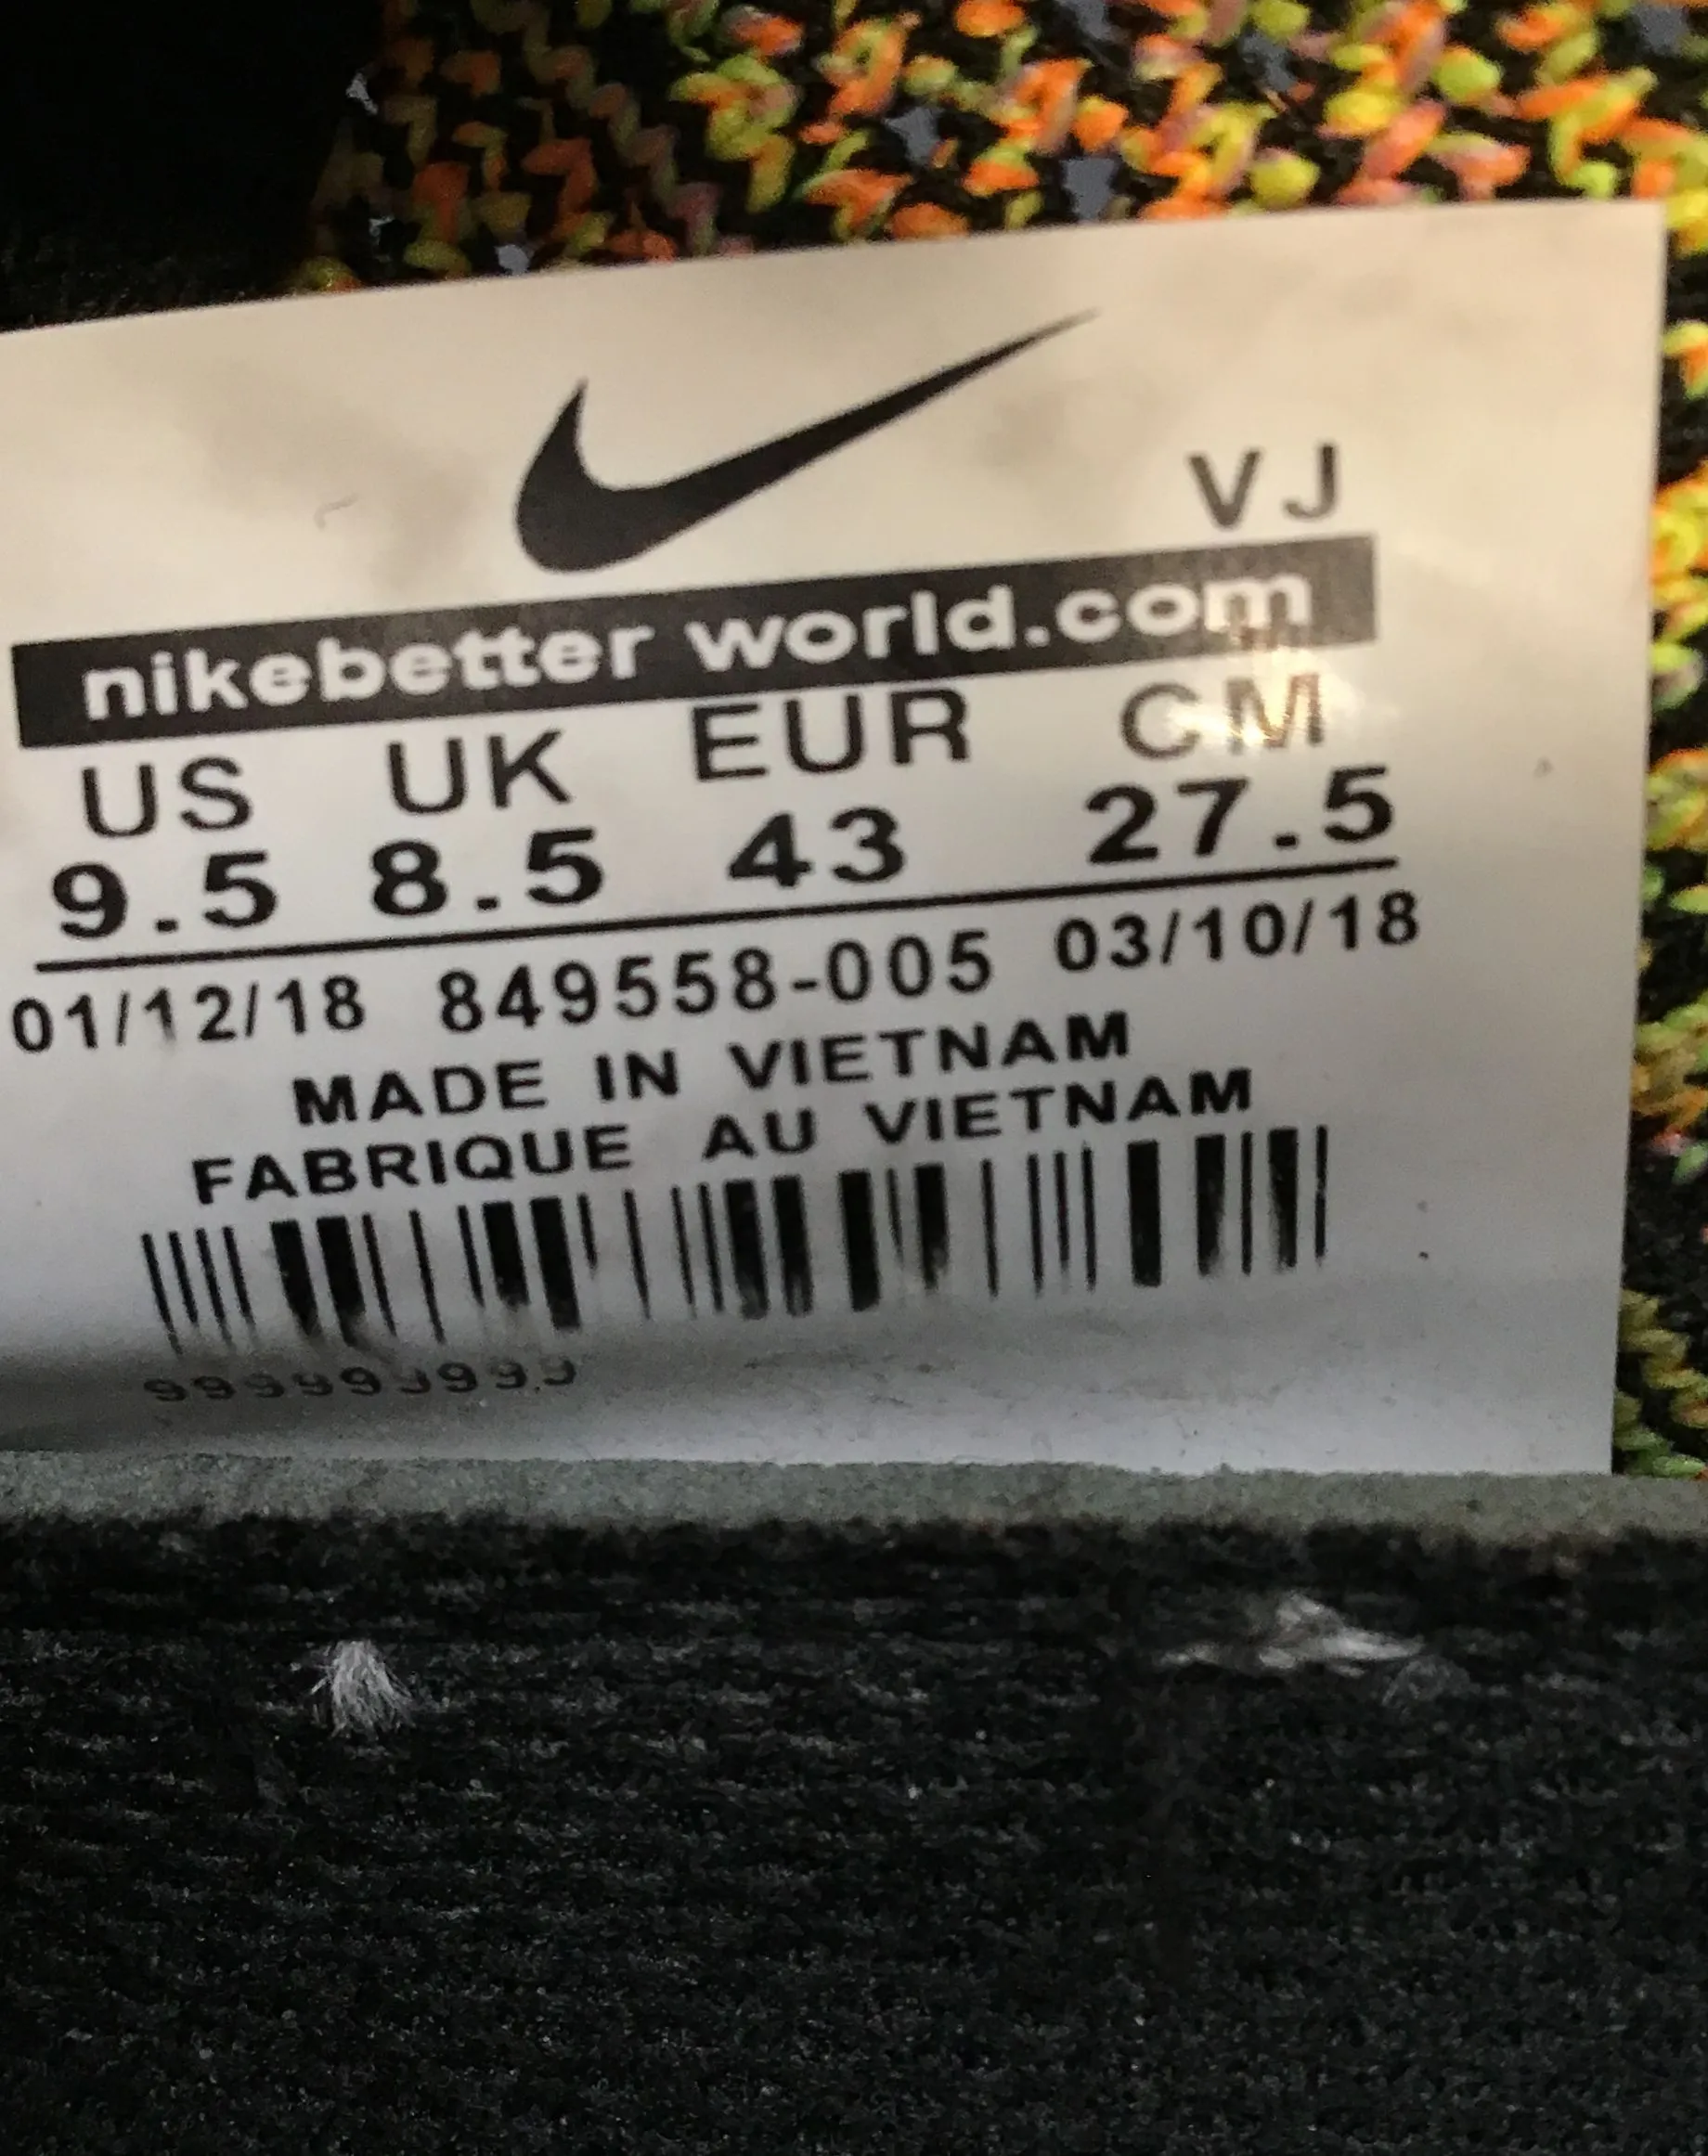 VJ
nikebetter world.com
US UK EUR CM
9.5 8.5 43 27.5
01/12/18 849558-005 03/10/18
MADE IN VIETNAM
FABRIQUE AU VIETNAM